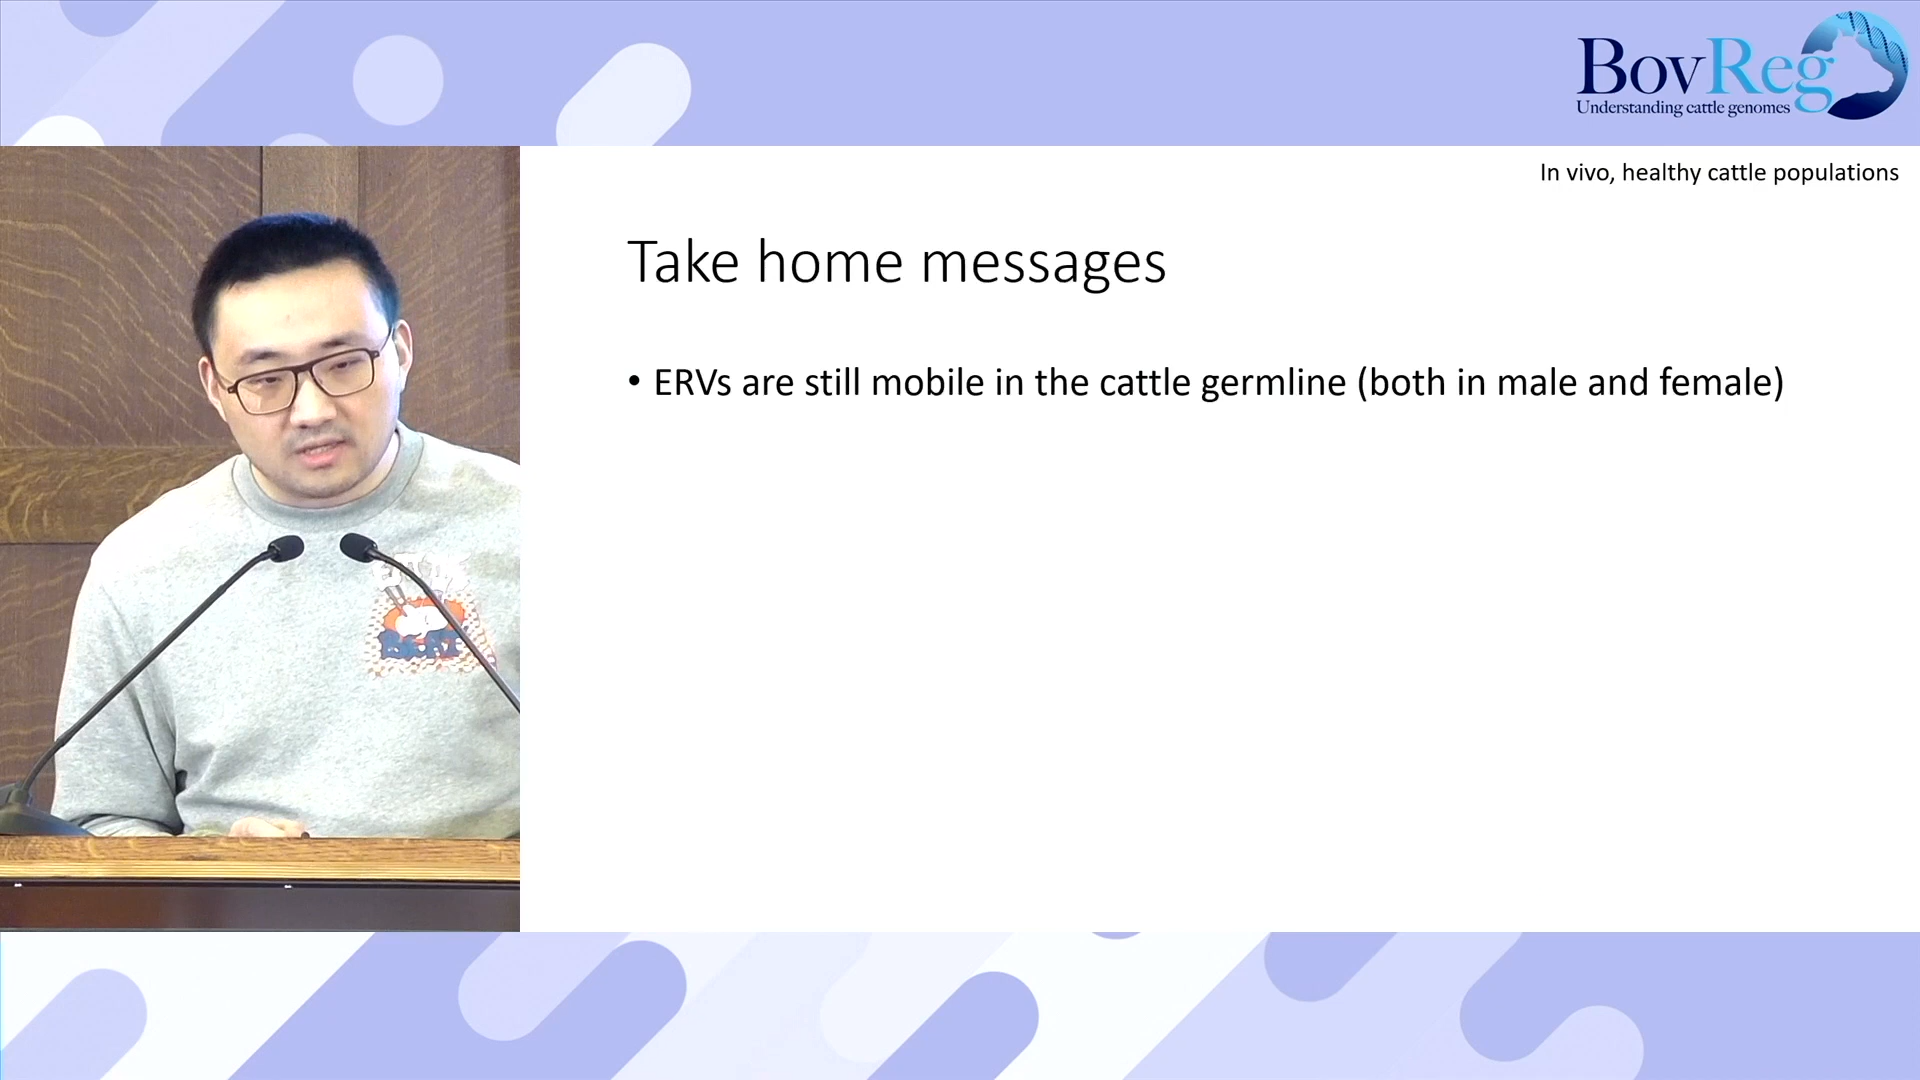 BovReg
Understanding cattle genomes
In vivo, healthy cattle populations
Take home messages
• ERVs are still mobile in the cattle germline (both in male and female)